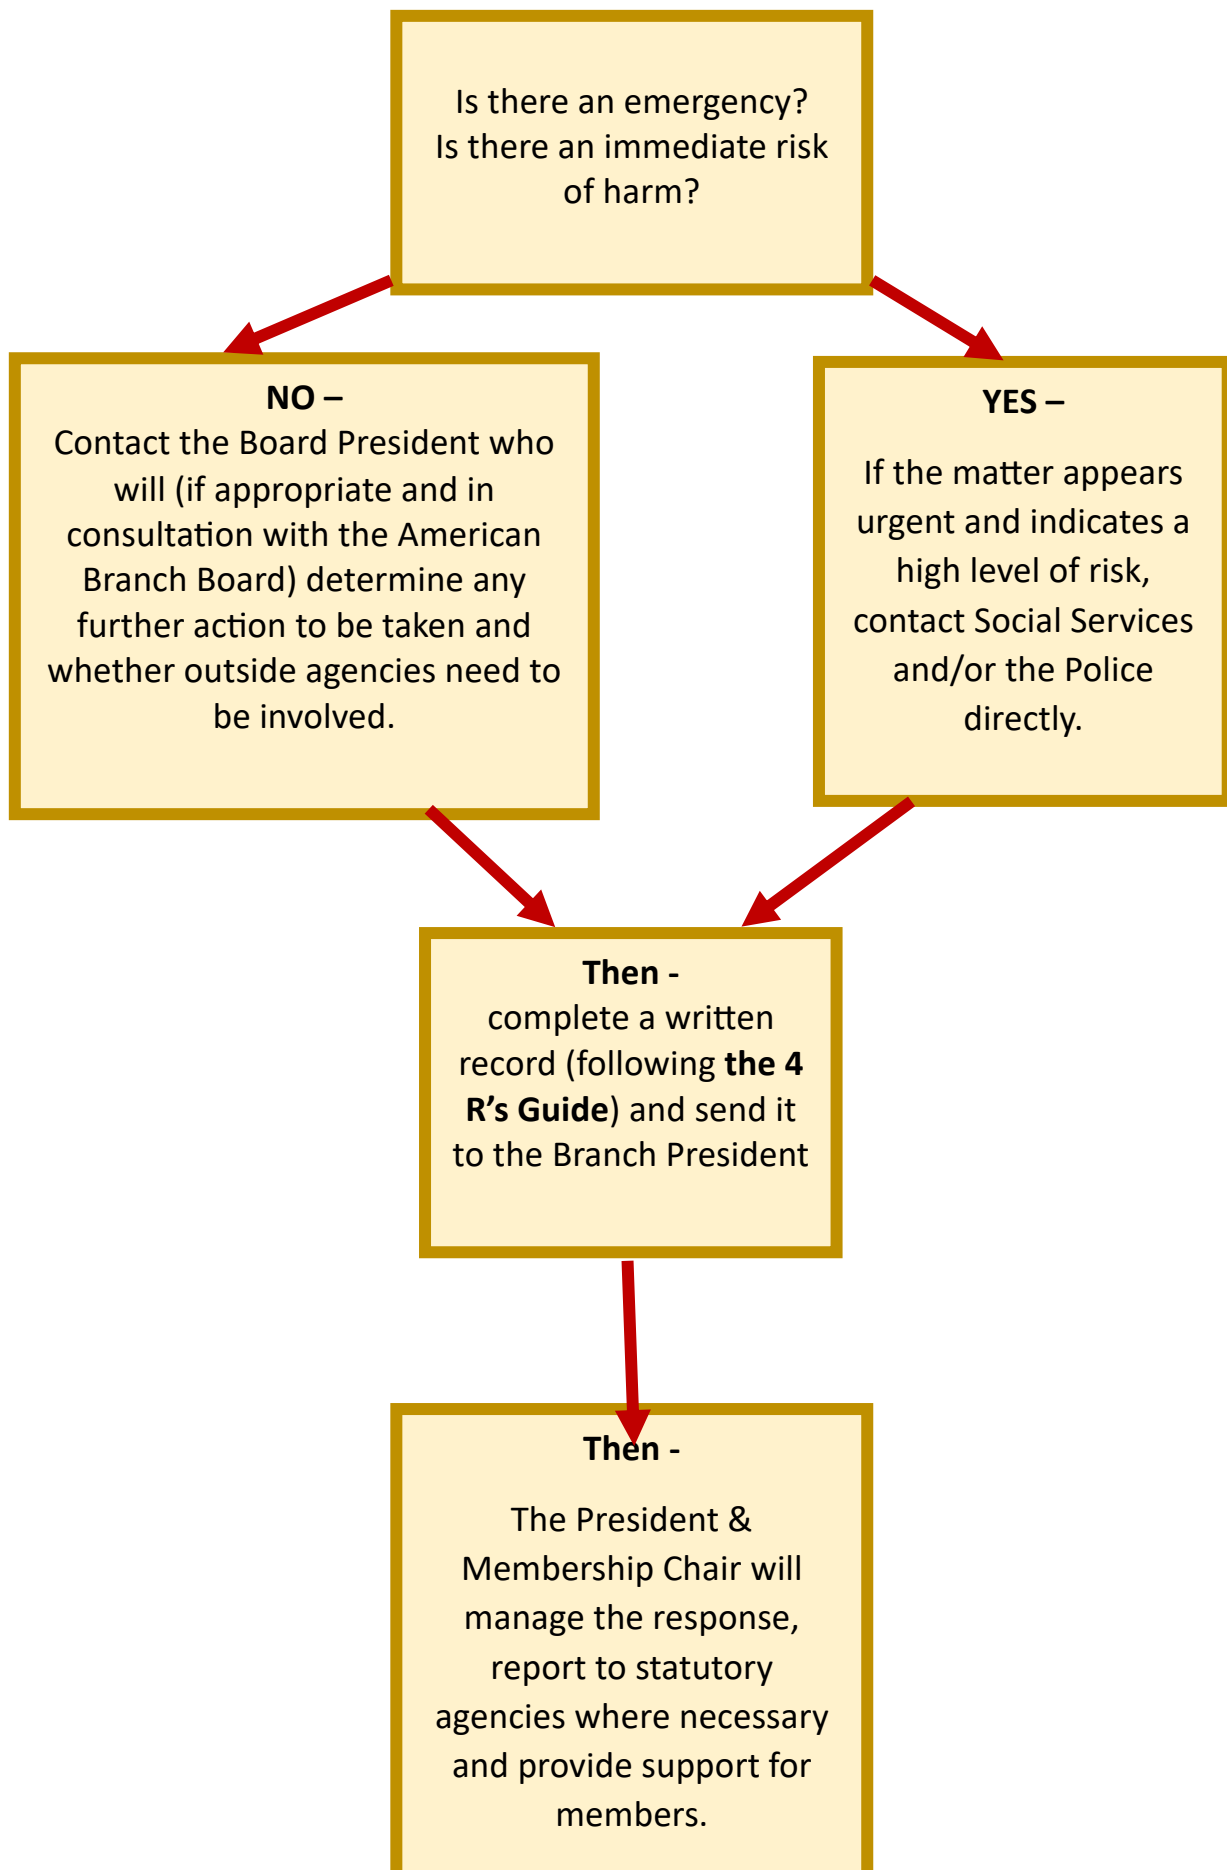 Is there an emergency?
Is there an immediate risk
of harm?
NO –
Contact the Board President who
will (if appropriate and in
consultation with the American
Branch Board) determine any
further action to be taken and
whether outside agencies need to
be involved.
YES –
If the matter appears
urgent and indicates a
high level of risk,
contact Social Services
and/or the Police
directly.
Then -
complete a written
record (following the 4
R’s Guide) and send it
to the Branch President
Then -
The President &
Membership Chair will
manage the response,
report to statutory
agencies where necessary
and provide support for
members.